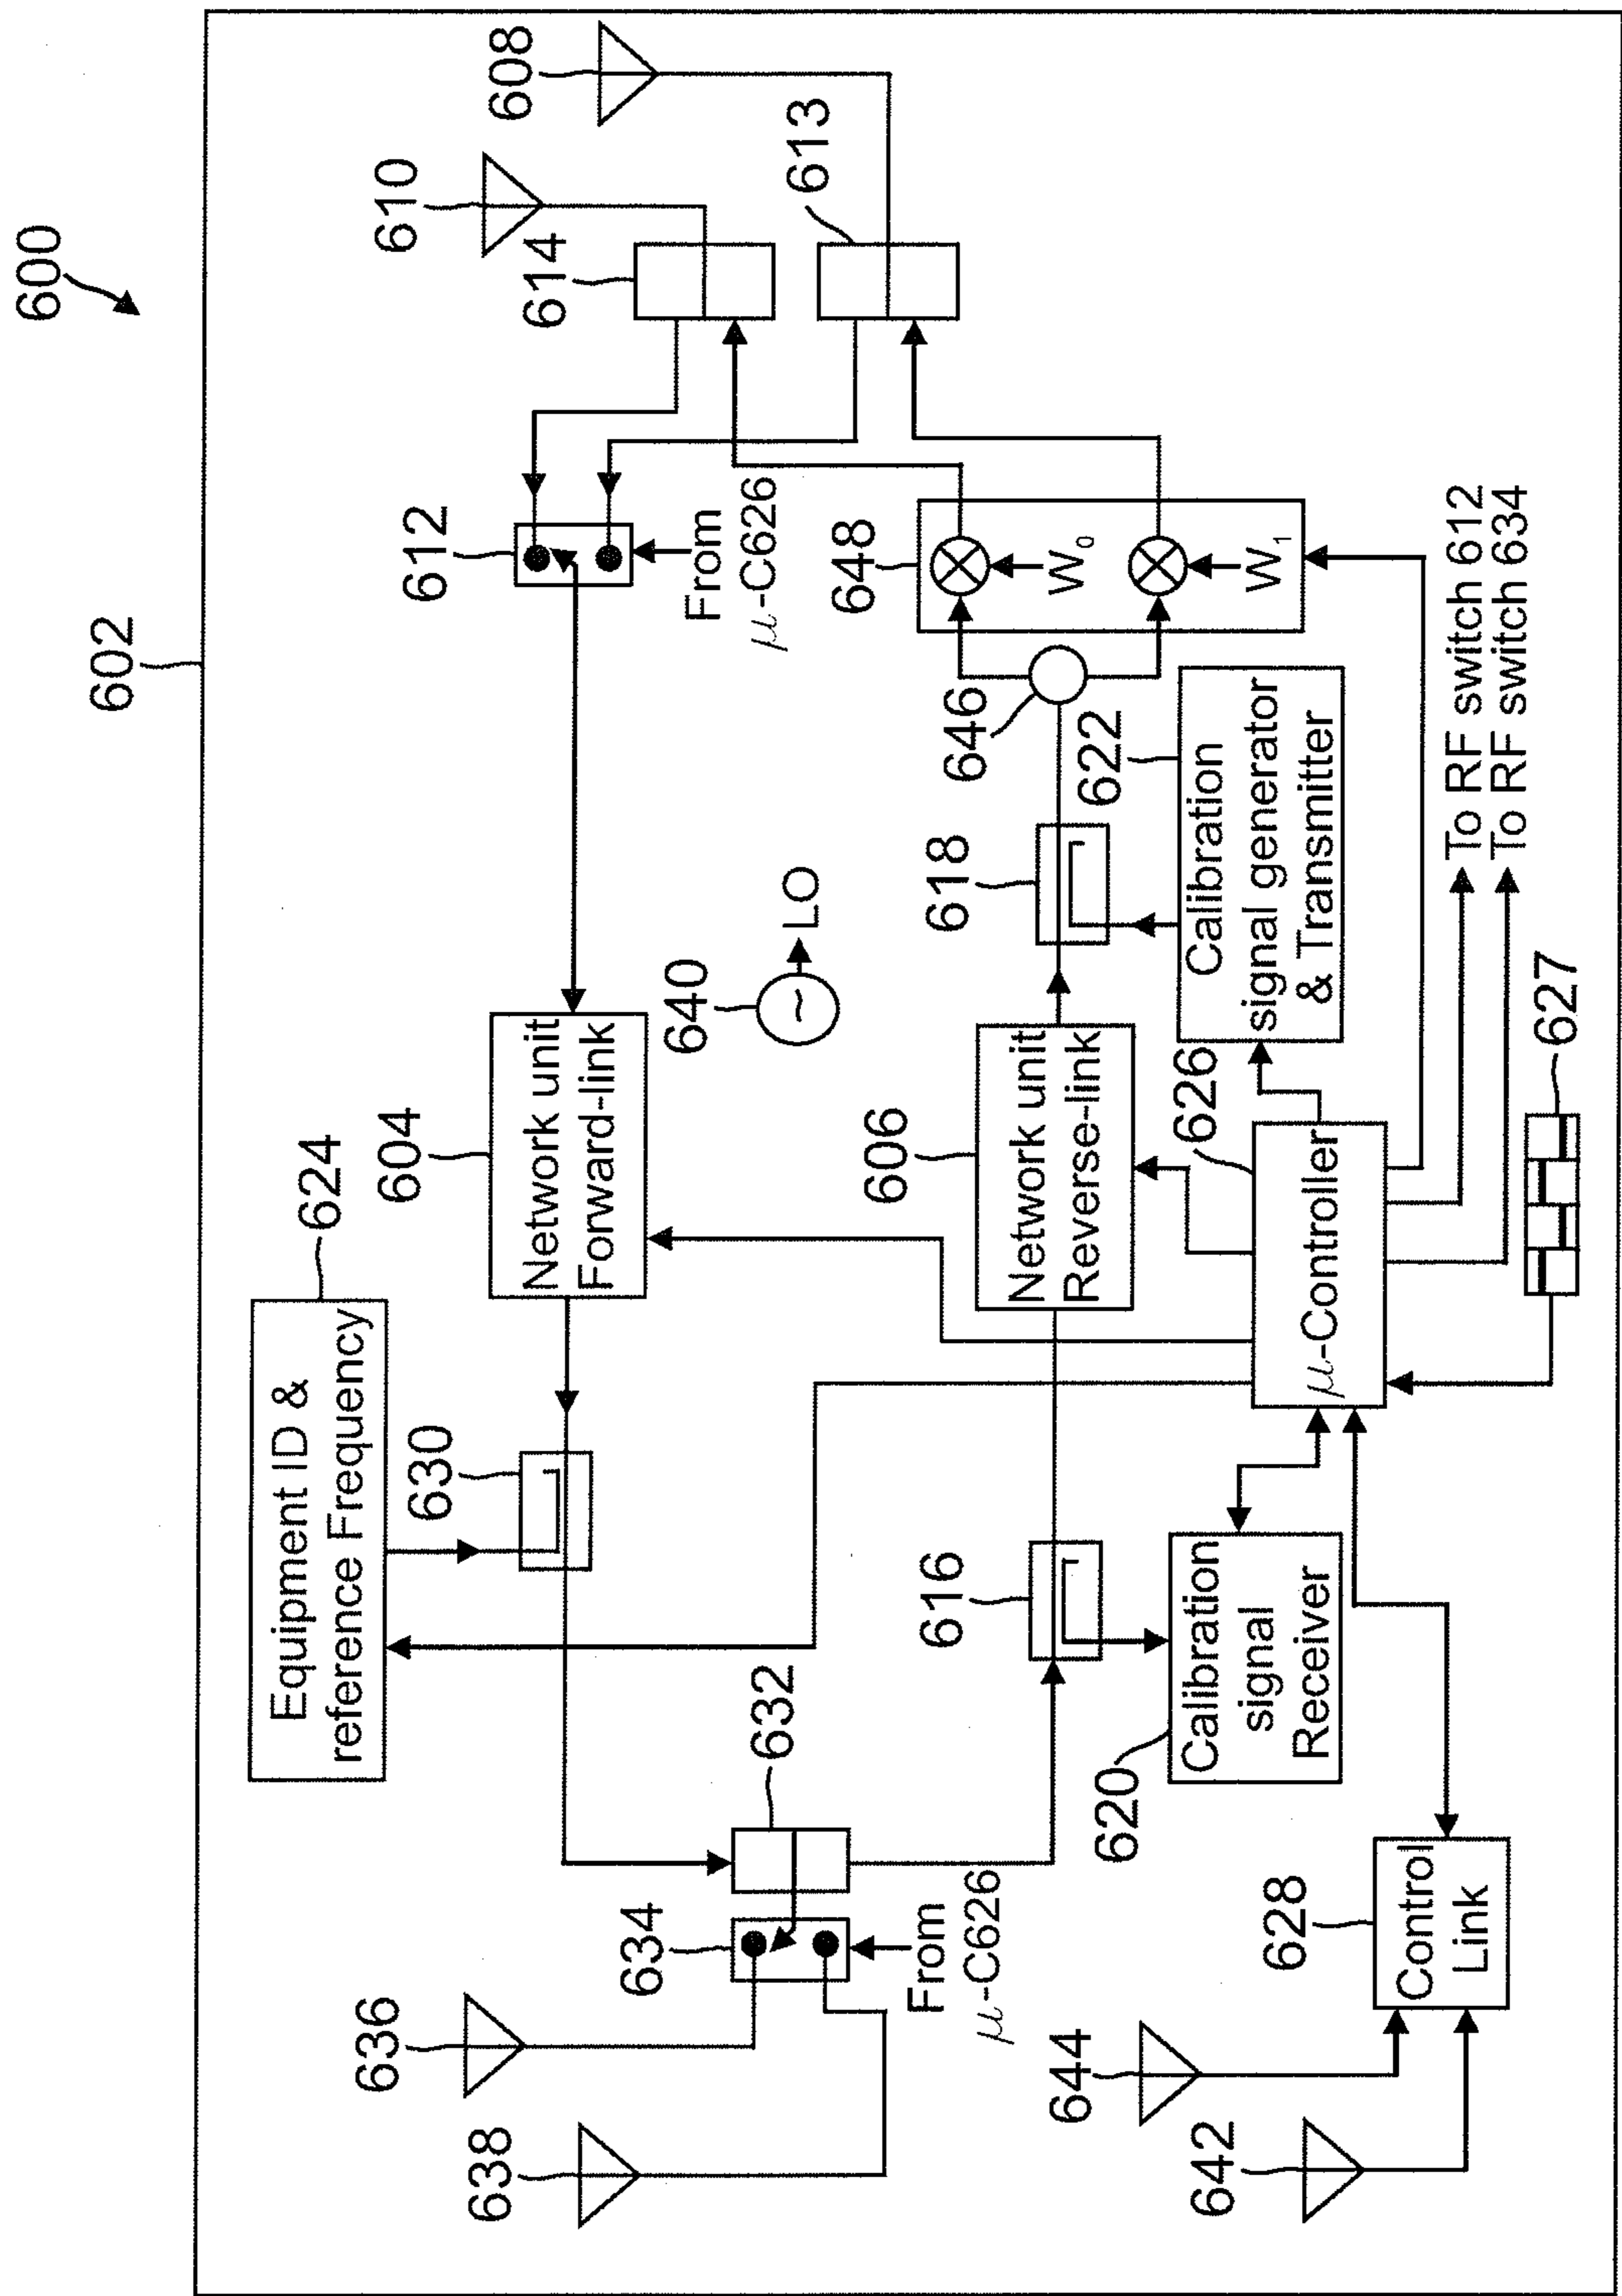 600
602
624
Equipment ID &
reference Frequency
604
Network unit
Forward-link
630
612
From
μ-C626
610
614
608
613
636
638
634
632
From
μ-C626
640
~
LO
606
Network unit
Reverse-link
616
618
646
648
W0
W1
620
Calibration
signal
Receiver
622
Calibration
signal generator
& Transmitter
626
μ-Controller
644
642
628
Control
Link
627
To RF switch 612
To RF switch 634